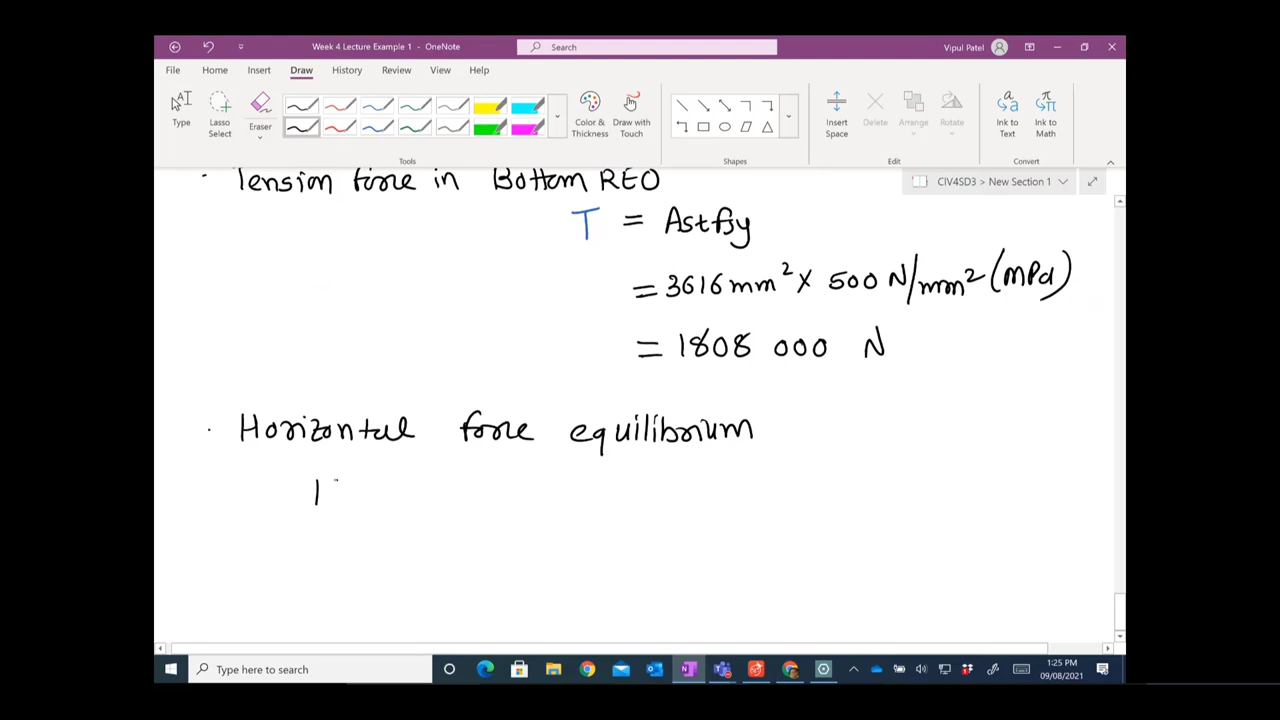 Week 4 Lecture Example 1 - OneNote
Search
Vipul Patel
File Home Insert Draw History Review View Help
Type
Lasso Select
Eraser
Color & Thickness
Draw with Touch
Insert Space
Delete
Arrange
Rotate
Ink to Text
Ink to Math
Tools
Shapes
Edit
Convert
CIV4SD3 > New Section 1
· Tension force in Bottom REO
T = Astfsy
= 3616 mm² × 500 N/mm² (MPa)
= 1808 000 N
· Horizontal force equilibrium
Type here to search
1:25 PM
09/08/2021